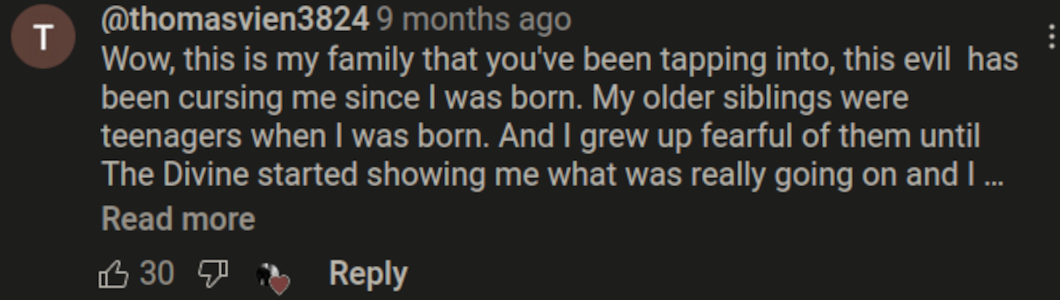 T
@thomasvien3824 9 months ago
Wow, this is my family that you've been tapping into, this evil  has
been cursing me since I was born. My older siblings were
teenagers when I was born. And I grew up fearful of them until
The Divine started showing me what was really going on and I ...
Read more
30
Reply